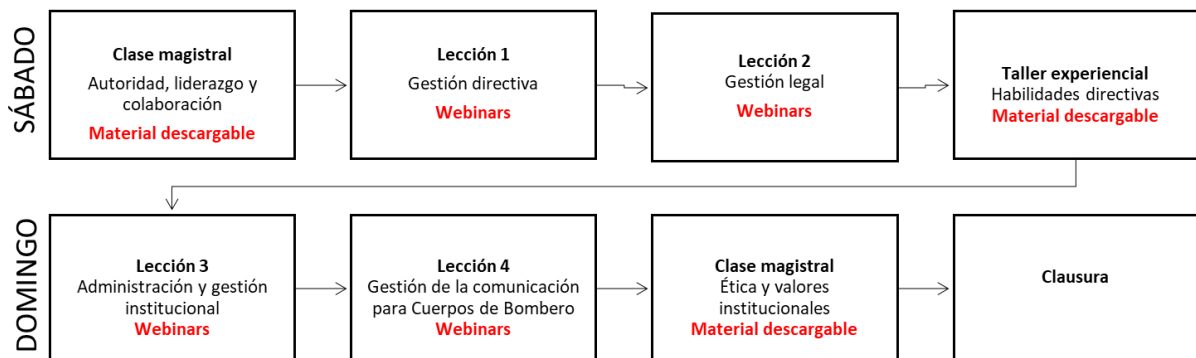 SÁBADO
Clase magistral
Autoridad, liderazgo y
colaboración
Material descargable
Lección 1
Gestión directiva
Webinars
Lección 2
Gestión legal
Webinars
Taller experiencial
Habilidades directivas
Material descargable
DOMINGO
Lección 3
Administración y gestión
institucional
Webinars
Lección 4
Gestión de la comunicación
para Cuerpos de Bombero
Webinars
Clase magistral
Ética y valores
institucionales
Material descargable
Clausura